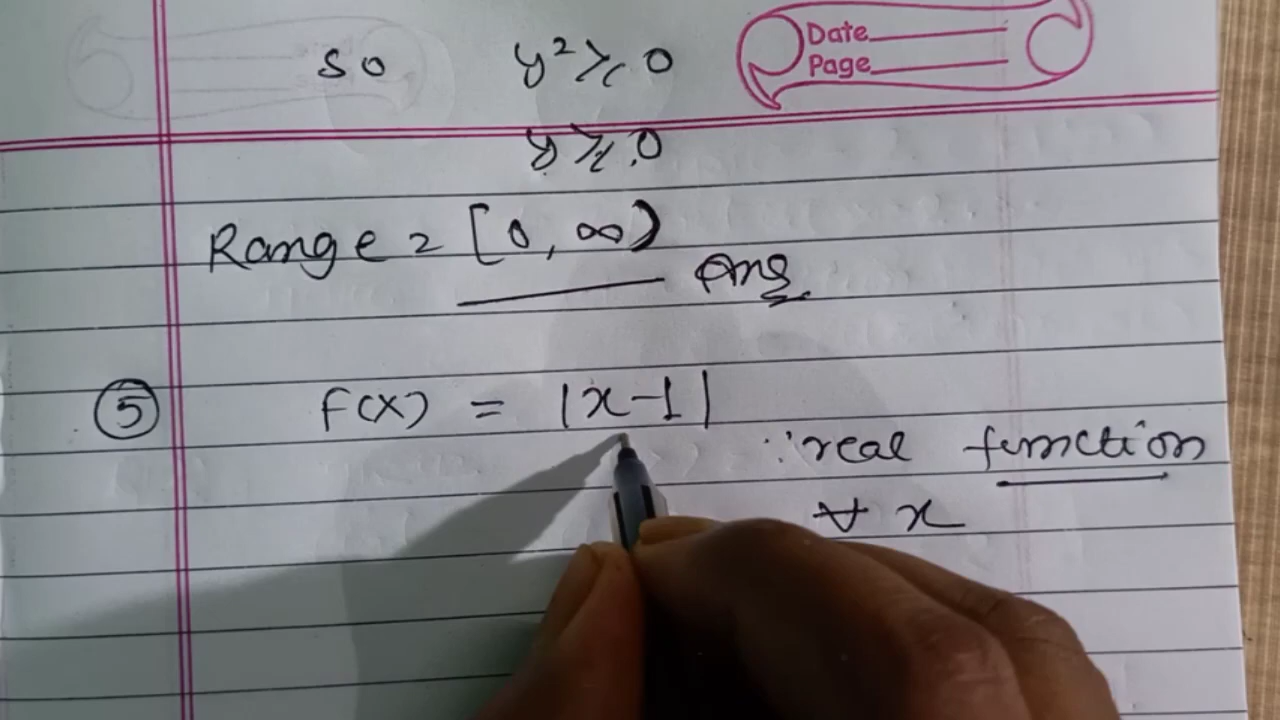 Date
Page
so y² ≥ 0
y ≥ 0
Range = [0, ∞)
Ans
⑤ f(x) = |x-1|
∵ real function
∀ x